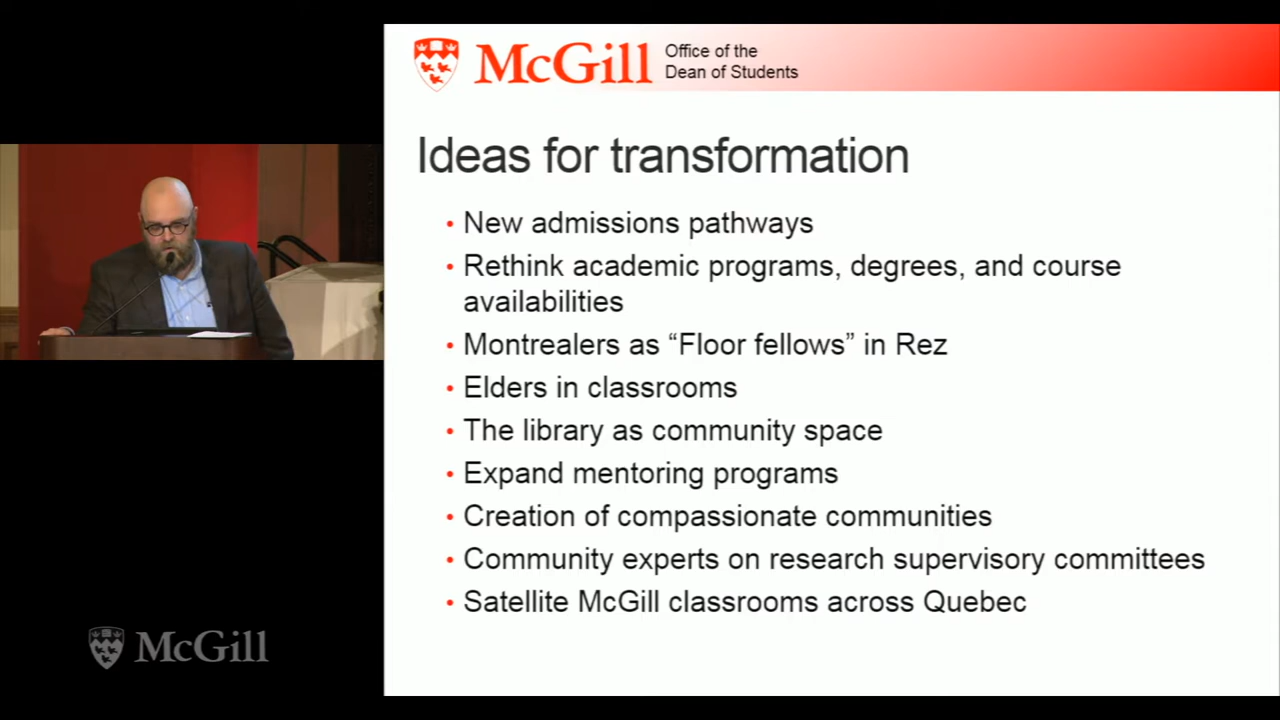 McGill
Office of the
Dean of Students
Ideas for transformation
• New admissions pathways
• Rethink academic programs, degrees, and course
availabilities
• Montrealers as “Floor fellows” in Rez
• Elders in classrooms
• The library as community space
• Expand mentoring programs
• Creation of compassionate communities
• Community experts on research supervisory committees
• Satellite McGill classrooms across Quebec
McGill